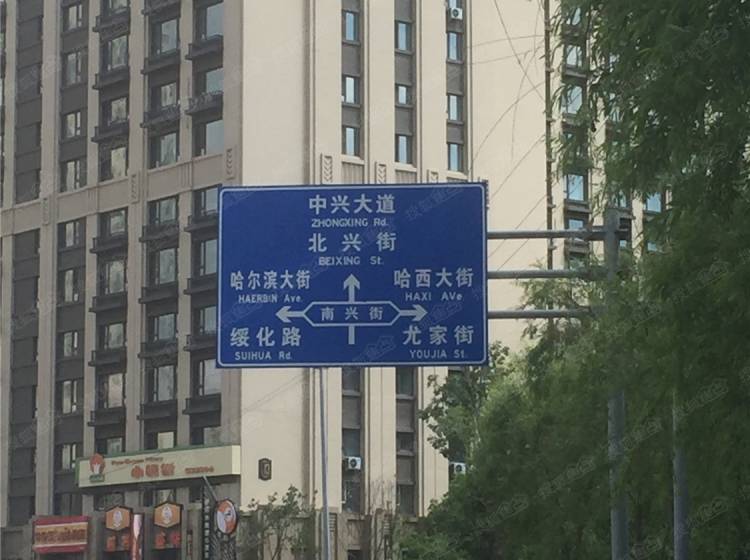 中兴大道
ZHONGXING Rd.
北兴街
BEIXING St.
哈尔滨大街
HAERBIN Ave.
哈西大街
HAXI AVe
南兴街
绥化路
SUIHUA Rd.
尤家街
YOUJIA St.